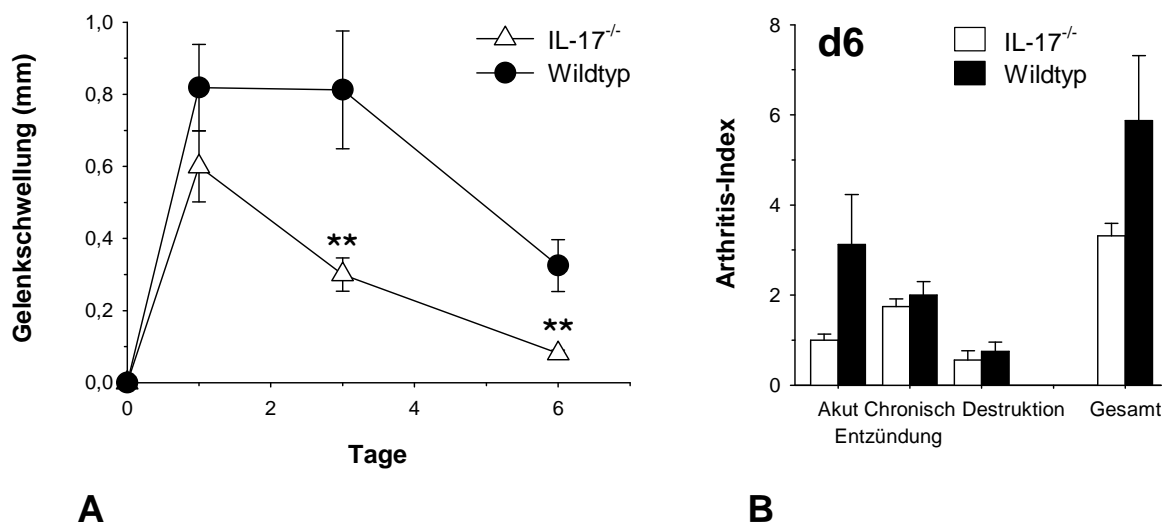 Gelenkschwellung (mm)
1,0
0,8
0,6
0,4
0,2
0,0
0 2 4 6
Tage
IL-17-/-
Wildtyp
**
**
A
Arthritis-Index
8
6
4
2
0
d6
IL-17-/-
Wildtyp
Akut Chronisch Destruktion Gesamt
Entzündung
B